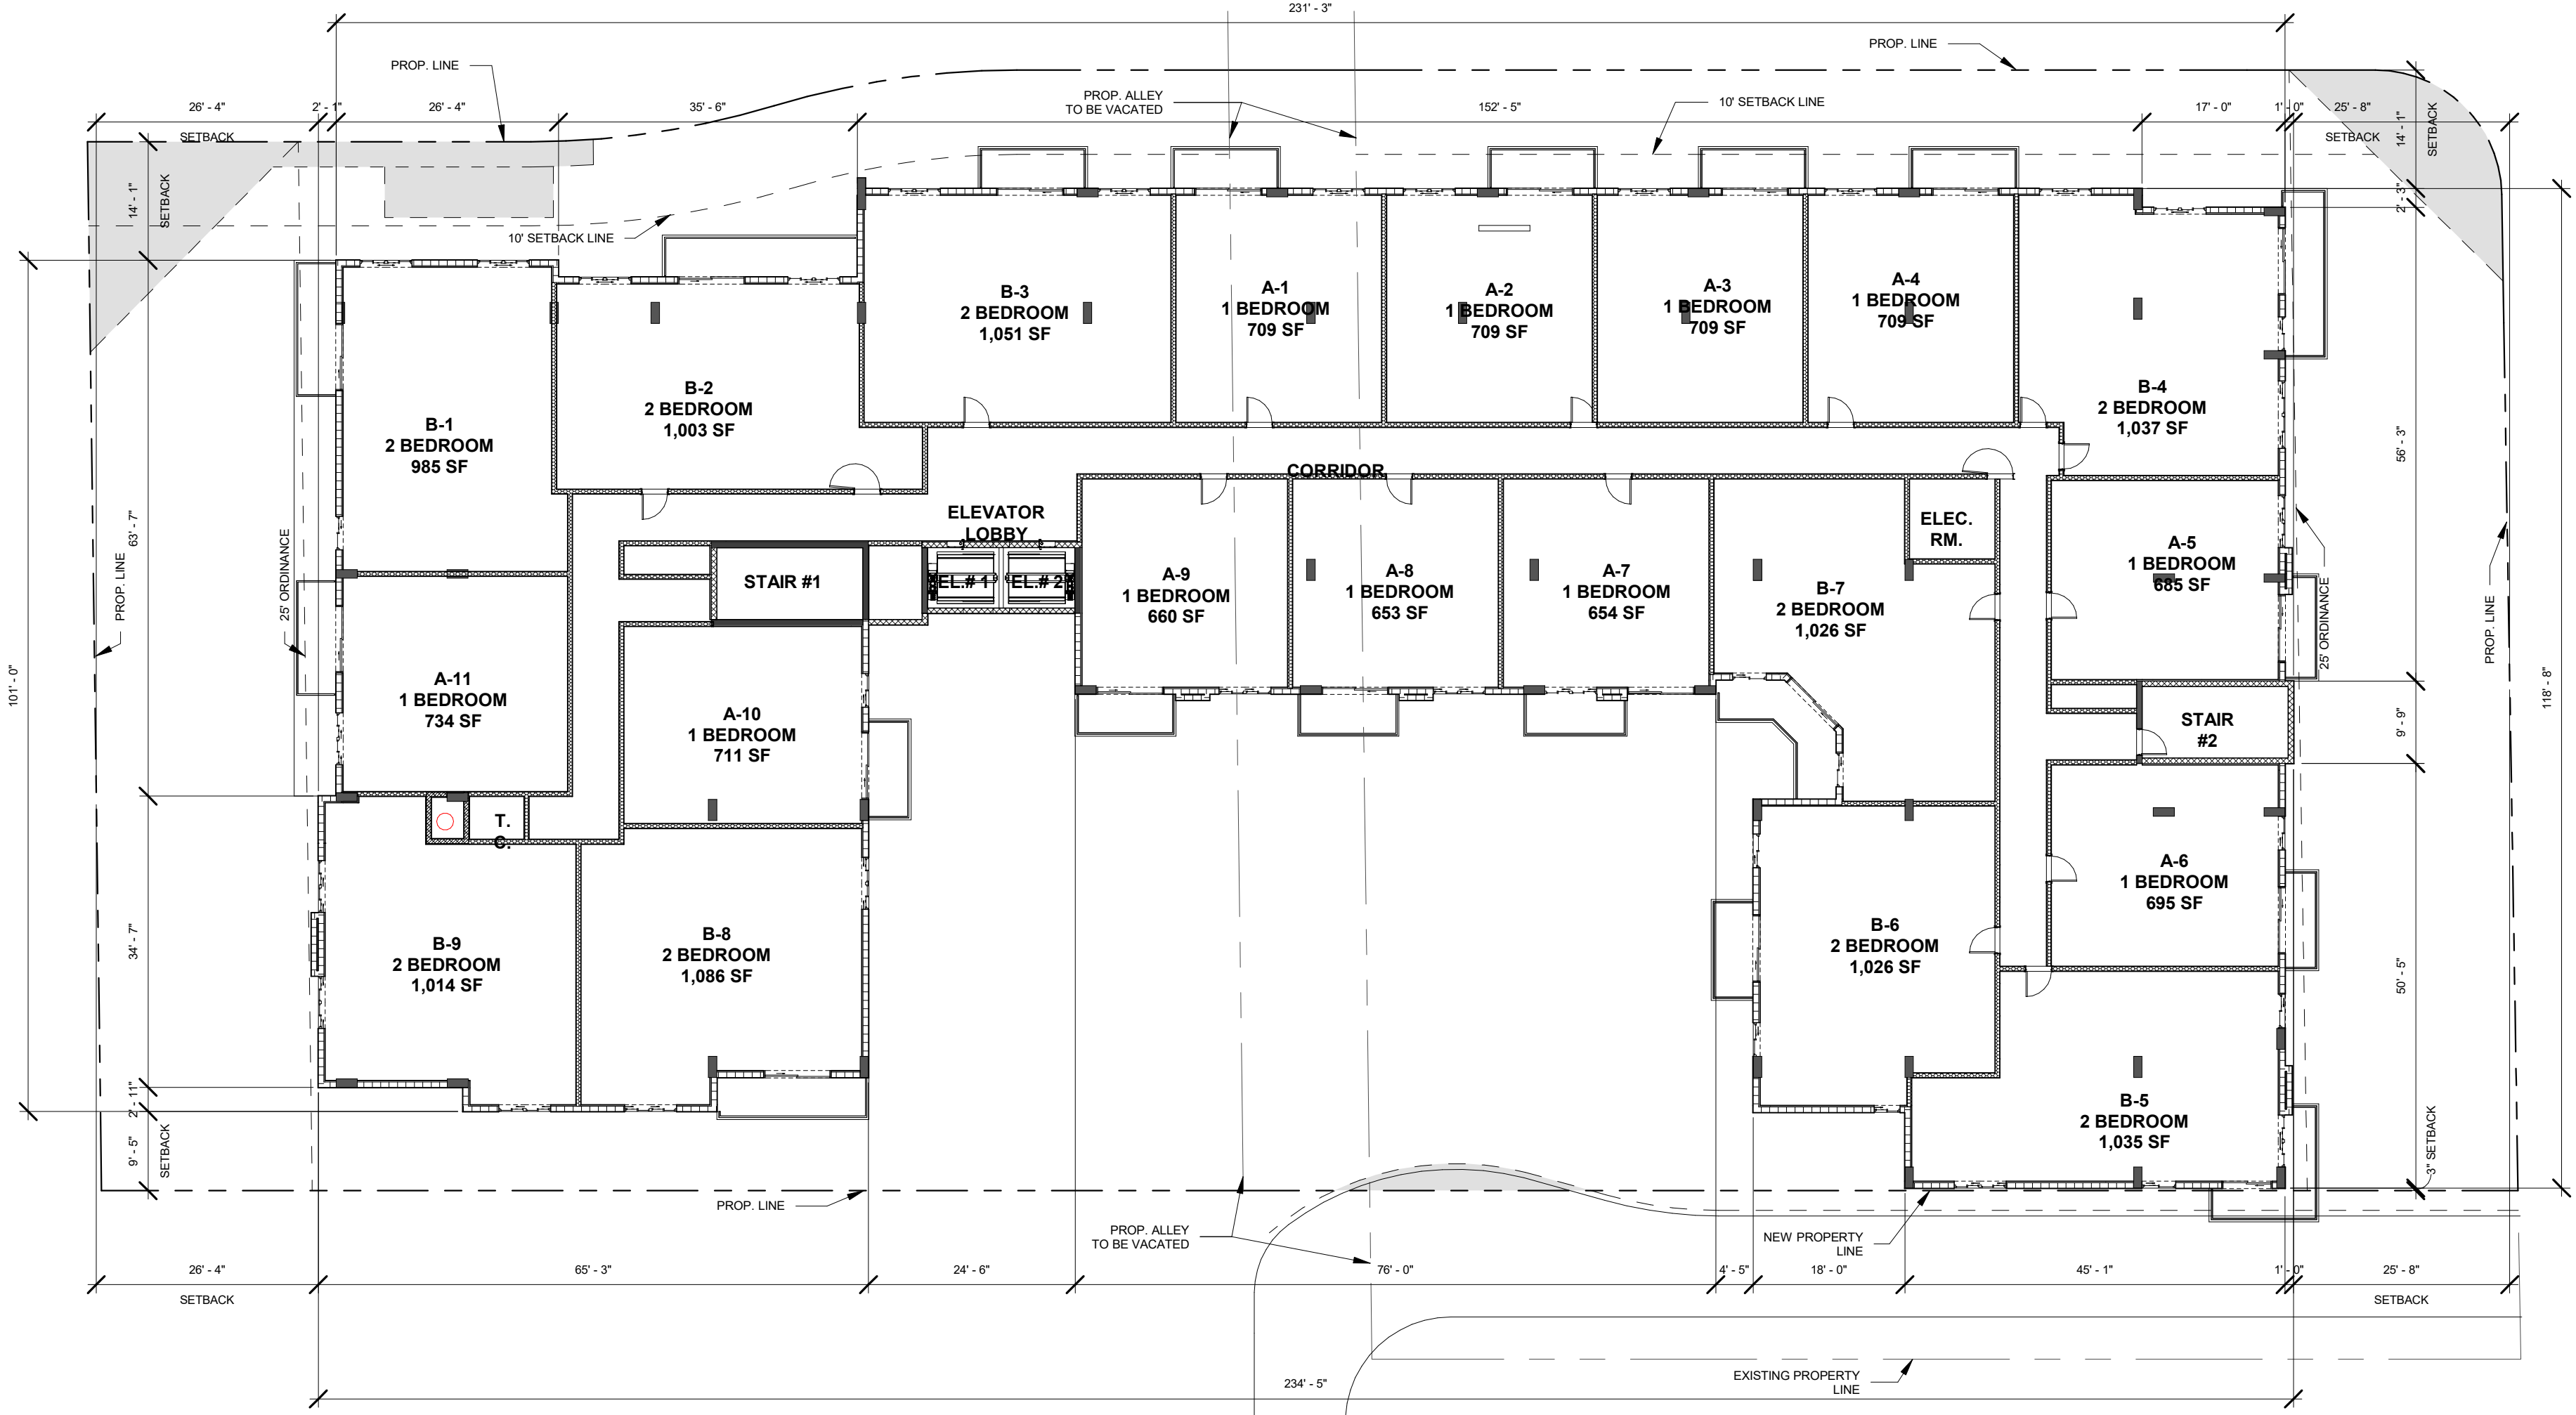 231' - 3"
PROP. LINE
PROP. LINE
26' - 4"
2' - 1"
26' - 4"
35' - 6"
PROP. ALLEY
TO BE VACATED
152' - 5"
10' SETBACK LINE
17' - 0"
1' - 0"
25' - 8"
SETBACK
SETBACK
14' - 1"
SETBACK
14' - 1"
SETBACK
2' - 3"
10' SETBACK LINE
B-3
2 BEDROOM
1,051 SF
A-1
1 BEDROOM
709 SF
A-2
1 BEDROOM
709 SF
A-3
1 BEDROOM
709 SF
A-4
1 BEDROOM
709 SF
B-2
2 BEDROOM
1,003 SF
B-4
2 BEDROOM
1,037 SF
B-1
2 BEDROOM
985 SF
56' - 3"
CORRIDOR
ELEVATOR
LOBBY
ELEC.
RM.
63' - 7"
PROP. LINE
25' ORDINANCE
STAIR #1
EL.# 1
EL.# 2
A-9
1 BEDROOM
660 SF
A-8
1 BEDROOM
653 SF
A-7
1 BEDROOM
654 SF
B-7
2 BEDROOM
1,026 SF
A-5
1 BEDROOM
685 SF
25' ORDINANCE
PROP. LINE
101' - 0"
118' - 8"
A-11
1 BEDROOM
734 SF
A-10
1 BEDROOM
711 SF
STAIR
#2
9' - 9"
T.
C.
A-6
1 BEDROOM
695 SF
34' - 7"
B-9
2 BEDROOM
1,014 SF
B-8
2 BEDROOM
1,086 SF
B-6
2 BEDROOM
1,026 SF
50' - 5"
B-5
2 BEDROOM
1,035 SF
2' - 11"
9' - 5"
SETBACK
3" SETBACK
PROP. LINE
PROP. ALLEY
TO BE VACATED
NEW PROPERTY
LINE
26' - 4"
65' - 3"
24' - 6"
76' - 0"
4' - 5"
18' - 0"
45' - 1"
1' - 0"
25' - 8"
SETBACK
SETBACK
EXISTING PROPERTY
LINE
234' - 5"